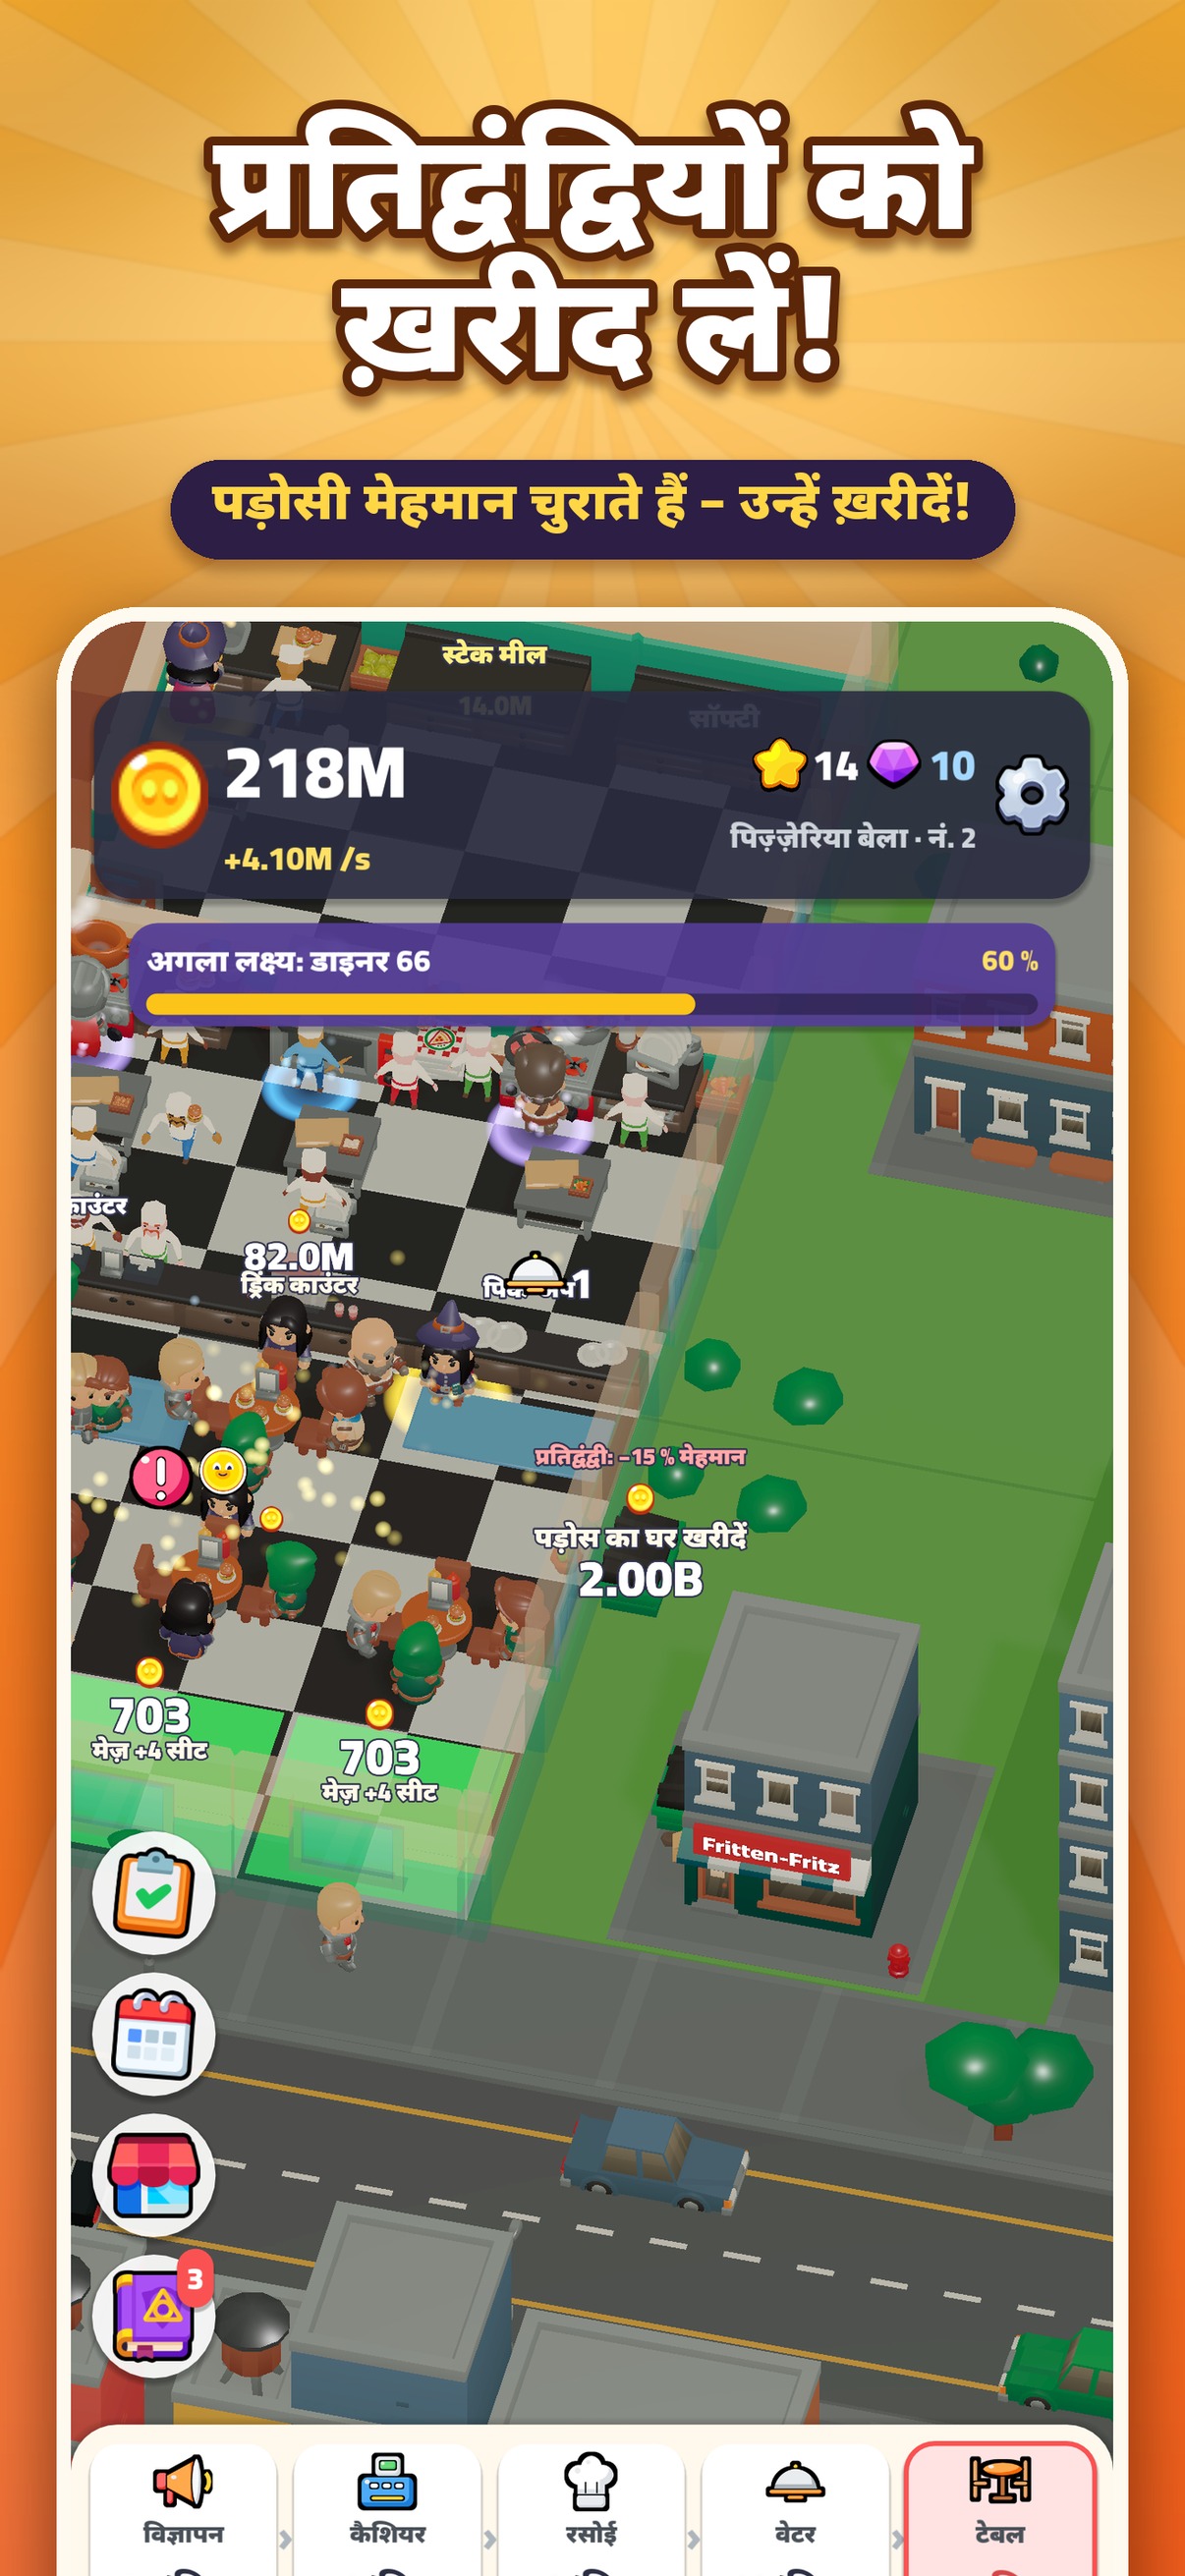 प्रतिद्वंद्वियों को
ख़रीद लें!
पड़ोसी मेहमान चुराते हैं – उन्हें ख़रीदें!
स्टेक मील
14.0M
सॉफ्टी
218M
14
10
+4.10M /s
पिज़्ज़ेरिया बेला · नं. 2
अगला लक्ष्य: डाइनर 66
60 %
82.0M
ड्रिंक काउंटर
1
प्रतिद्वंद्वी: −15 % मेहमान
पड़ोस का घर खरीदें
2.00B
703
मेज़ +4 सीट
703
मेज़ +4 सीट
Fritten-Fritz
3
विज्ञापन
कैशियर
रसोई
वेटर
टेबल